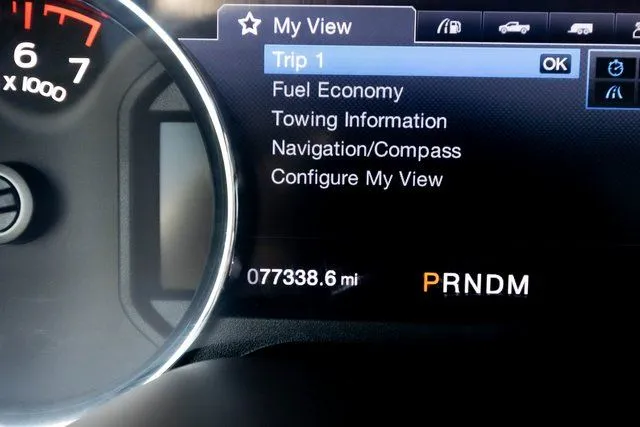 My View
Trip 1 OK
Fuel Economy
Towing Information
Navigation/Compass
Configure My View
077338.6 mi
PRNDM
6 7
X 1000